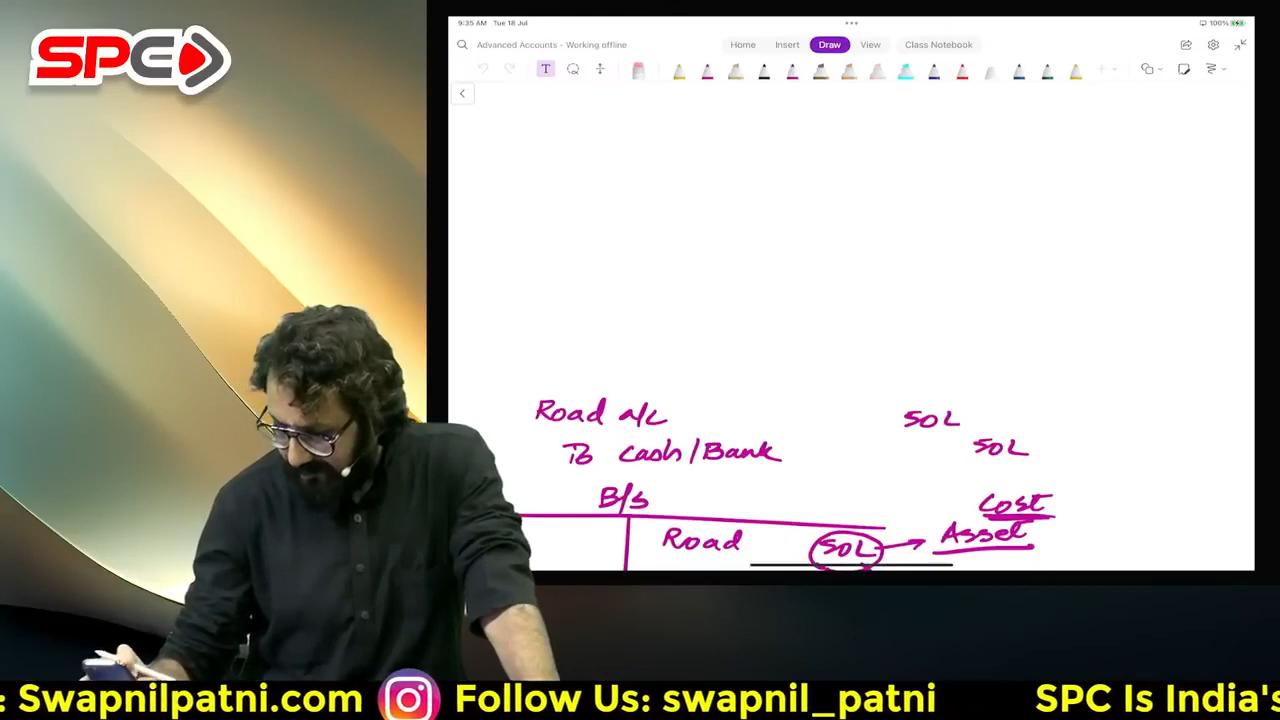 SPC
9:35 AM Tue 18 Jul
100%
Advanced Accounts - Working offline
Home Insert Draw View Class Notebook
Road a/c 50L
To Cash/Bank 50L
B/s
Cost
Road 50L → Asset
: Swapnilpatni.com Follow Us: swapnil_patni SPC Is India's